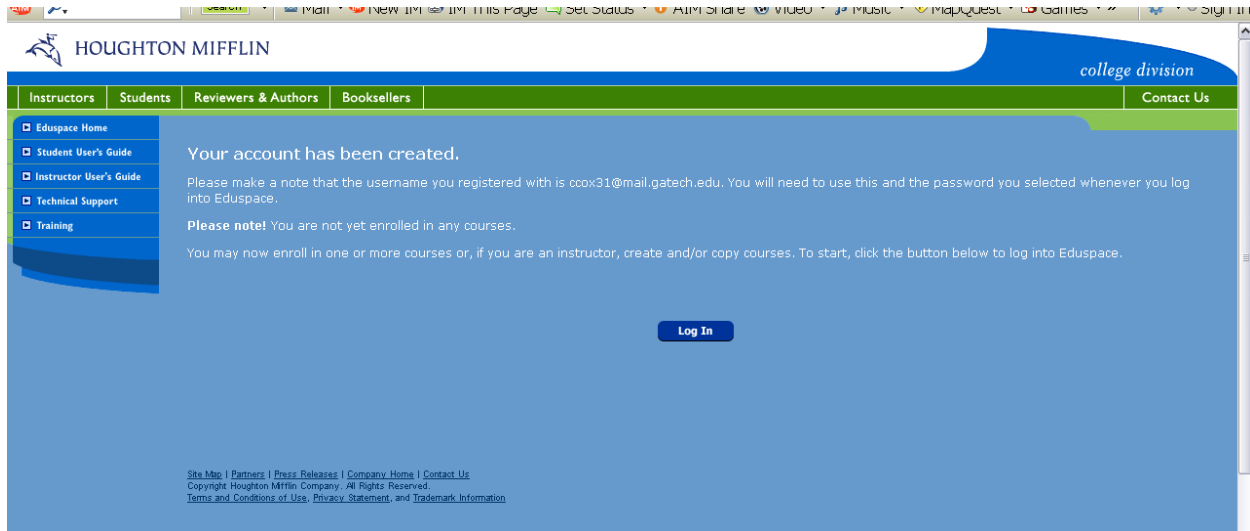 Search Mail New IM IM This Page Set Status AIM Share Video Music MapQuest Games » Sign In
HOUGHTON MIFFLIN
college division
Instructors Students Reviewers & Authors Booksellers Contact Us
Eduspace Home
Student User's Guide
Instructor User's Guide
Technical Support
Training
Your account has been created.
Please make a note that the username you registered with is ccox31@mail.gatech.edu. You will need to use this and the password you selected whenever you log
into Eduspace.
Please note! You are not yet enrolled in any courses.
You may now enroll in one or more courses or, if you are an instructor, create and/or copy courses. To start, click the button below to log into Eduspace.
Log In
Site Map | Partners | Press Releases | Company Home | Contact Us
Copyright Houghton Mifflin Company. All Rights Reserved.
Terms and Conditions of Use, Privacy Statement, and Trademark Information